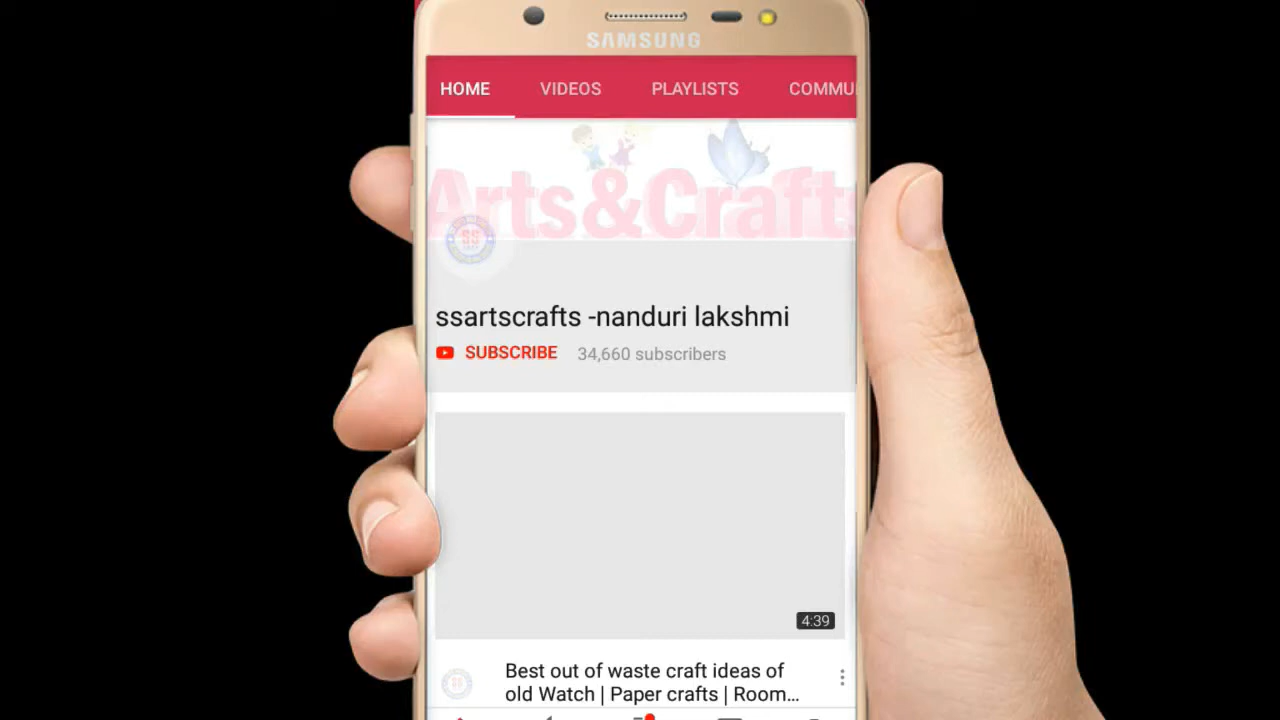 SAMSUNG
HOME VIDEOS PLAYLISTS COMMU
Arts&Crafts
SS
ssartscrafts -nanduri lakshmi
SUBSCRIBE 34,660 subscribers
4:39
Best out of waste craft ideas of
old Watch | Paper crafts | Room...